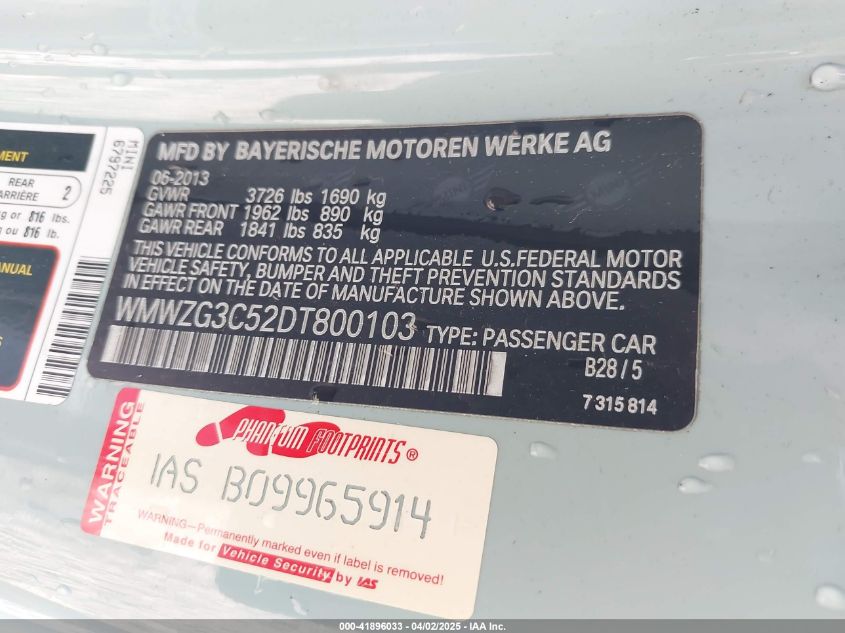 MENT
REAR
ARRIÈRE 2
g or 816 lbs.
g ou 816 lb.
ANUAL
MINI
6797225
MFD BY BAYERISCHE MOTOREN WERKE AG
06-2013
GVWR 3726 lbs 1690 kg
GAWR FRONT 1962 lbs 890 kg
GAWR REAR 1841 lbs 835 kg
THIS VEHICLE CONFORMS TO ALL APPLICABLE U.S.FEDERAL MOTOR
VEHICLE SAFETY, BUMPER AND THEFT PREVENTION STANDARDS
IN EFFECT ON THE DATE OF MANUFACTURE SHOWN ABOVE.
WMWZG3C52DT800103 TYPE: PASSENGER CAR
B28/5
7 315 814
WARNING
TRACEABLE
PHANTOM FOOTPRINTS®
IAS B09965914
WARNING—Permanently marked even if label is removed!
Made for Vehicle Security by IAS
000-41896033 - 04/02/2025 - IAA Inc.